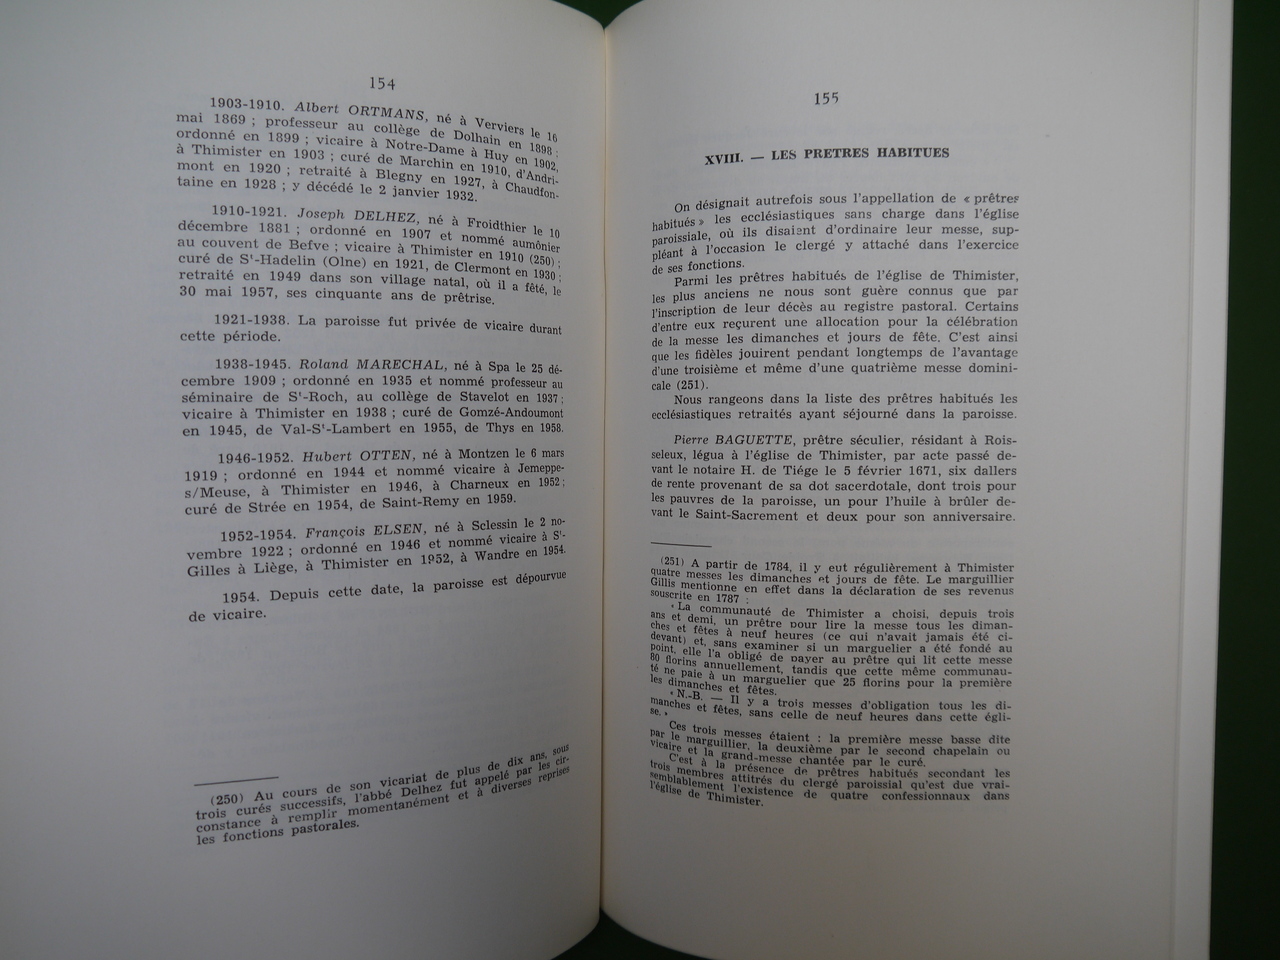 154
1903-1910. Albert ORTMANS, né à Verviers le 16
mai 1869 ; professeur au collège de Dolhain en 1898 ;
ordonné en 1899 ; vicaire à Notre-Dame à Huy en 1902,
à Thimister en 1903 ; curé de Marchin en 1910, d'Andri-
mont en 1920 ; retraité à Blegny en 1927, à Chaudfon-
taine en 1928 ; y décédé le 2 janvier 1932.
1910-1921. Joseph DELHEZ, né à Froidthier le 10
décembre 1881 ; ordonné en 1907 et nommé aumônier
au couvent de Befve ; vicaire à Thimister en 1910 (250) ;
curé de St-Hadelin (Olne) en 1921, de Clermont en 1930 ;
retraité en 1949 dans son village natal, où il a fêté, le
30 mai 1957, ses cinquante ans de prêtrise.
1921-1938. La paroisse fut privée de vicaire durant
cette période.
1938-1945. Roland MARECHAL, né à Spa le 25 dé-
cembre 1909 ; ordonné en 1935 et nommé professeur au
séminaire de St-Roch, au collège de Stavelot en 1937 ;
vicaire à Thimister en 1938 ; curé de Gomzé-Andoumont
en 1945, de Val-St-Lambert en 1955, de Thys en 1958.
1946-1952. Hubert OTTEN, né à Montzen le 6 mars
1919 ; ordonné en 1944 et nommé vicaire à Jemeppe-
s/Meuse, à Thimister en 1946, à Charneux en 1952 ;
curé de Strée en 1954, de Saint-Remy en 1959.
1952-1954. François ELSEN, né à Sclessin le 2 no-
vembre 1922 ; ordonné en 1946 et nommé vicaire à St-
Gilles à Liège, à Thimister en 1952, à Wandre en 1954.
1954. Depuis cette date, la paroisse est dépourvue
de vicaire.
(250) Au cours de son vicariat de plus de dix ans, sous
trois curés successifs, l'abbé Delhez fut appelé par les cir-
constance à remplir momentanément et à diverses reprises
les fonctions pastorales.
155
XVIII. — LES PRETRES HABITUES
On désignait autrefois sous l'appellation de « prêtres
habitués » les ecclésiastiques sans charge dans l'église
paroissiale, où ils disaient d'ordinaire leur messe, sup-
pléant à l'occasion le clergé y attaché dans l'exercice
de ses fonctions.
Parmi les prêtres habitués de l'église de Thimister,
les plus anciens ne nous sont guère connus que par
l'inscription de leur décès au registre pastoral. Certains
d'entre eux reçurent une allocation pour la célébration
de la messe les dimanches et jours de fête. C'est ainsi
que les fidèles jouirent pendant longtemps de l'avantage
d'une troisième et même d'une quatrième messe domini-
cale (251).
Nous rangeons dans la liste des prêtres habitués les
ecclésiastiques retraités ayant séjourné dans la paroisse.
Pierre BAGUETTE, prêtre séculier, résidant à Rois-
seleux, légua à l'église de Thimister, par acte passé de-
vant le notaire H. de Tiége le 5 février 1671, six dallers
de rente provenant de sa dot sacerdotale, dont trois pour
les pauvres de la paroisse, un pour l'huile à brûler de-
vant le Saint-Sacrement et deux pour son anniversaire.
(251) A partir de 1784, il y eut régulièrement à Thimister
quatre messes les dimanches et jours de fête. Le marguillier
Gillis mentionne en effet dans la déclaration de ses revenus
souscrite en 1787 :
« La communauté de Thimister a choisi, depuis trois
ans et demi, un prêtre pour lire la messe tous les diman-
ches et fêtes à neuf heures (ce qui n'avait jamais été ci-
devant) et, sans examiner si un marguelier a été fondé au
point, elle l'a obligé de payer au prêtre qui lit cette messe
80 florins annuellement, tandis que cette même communau-
té ne paie à un marguelier que 25 florins pour la première
les dimanches et fêtes.
« N.-B. — Il y a trois messes d'obligation tous les di-
manches et fêtes, sans celle de neuf heures dans cette égli-
se. »
Ces trois messes étaient : la première messe basse dite
par le marguillier, la deuxième par le second chapelain ou
vicaire et la grand-messe chantée par le curé.
C'est à la présence de prêtres habitués secondant les
trois membres attitrés du clergé paroissial qu'est due vrai-
semblablement l'existence de quatre confessionnaux dans
l'église de Thimister.